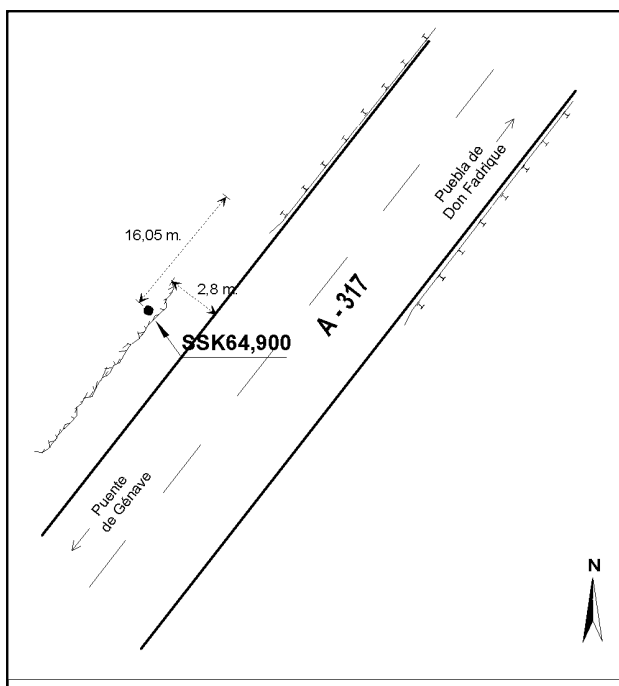 Puebla de
Don Fadrique
16,05 m.
2,8 m.
A - 317
SSK64,900
Puente
de Génave
N